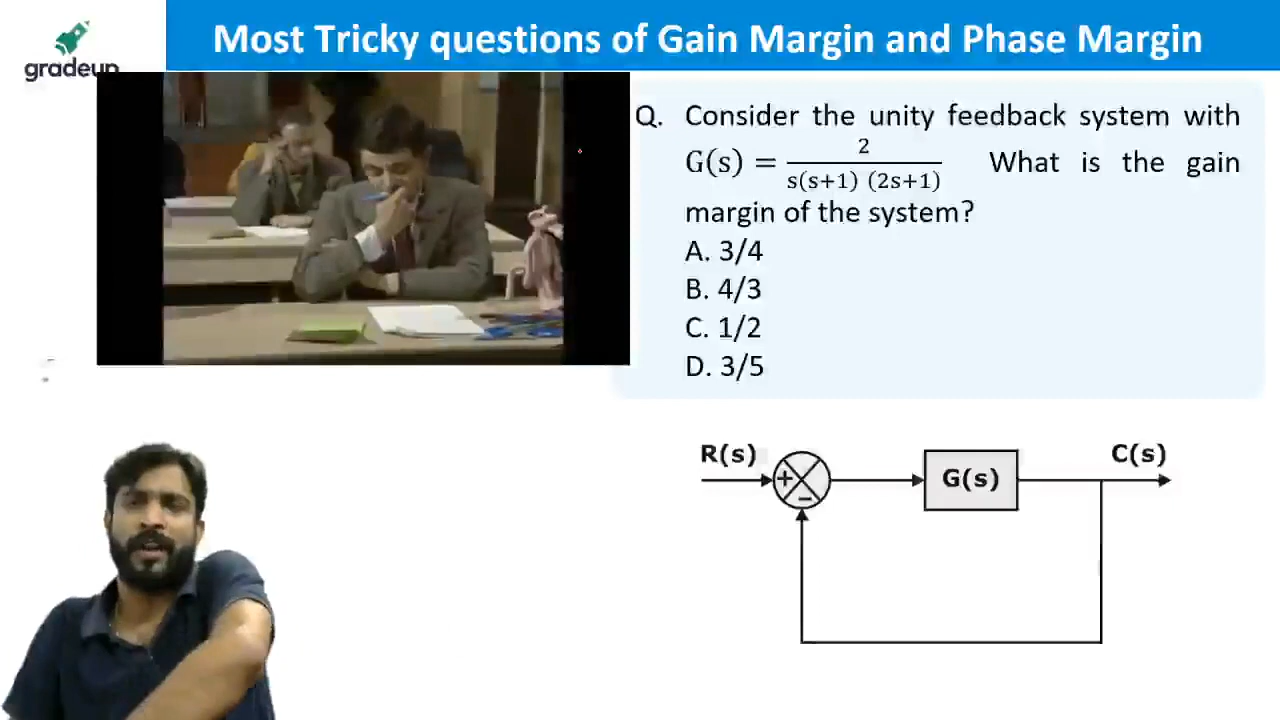 Most Tricky questions of Gain Margin and Phase Margin
gradeup
Q. Consider the unity feedback system with
G(s) = 2 / s(s+1) (2s+1) What is the gain
margin of the system?
A. 3/4
B. 4/3
C. 1/2
D. 3/5
R(s)
+
−
G(s)
C(s)